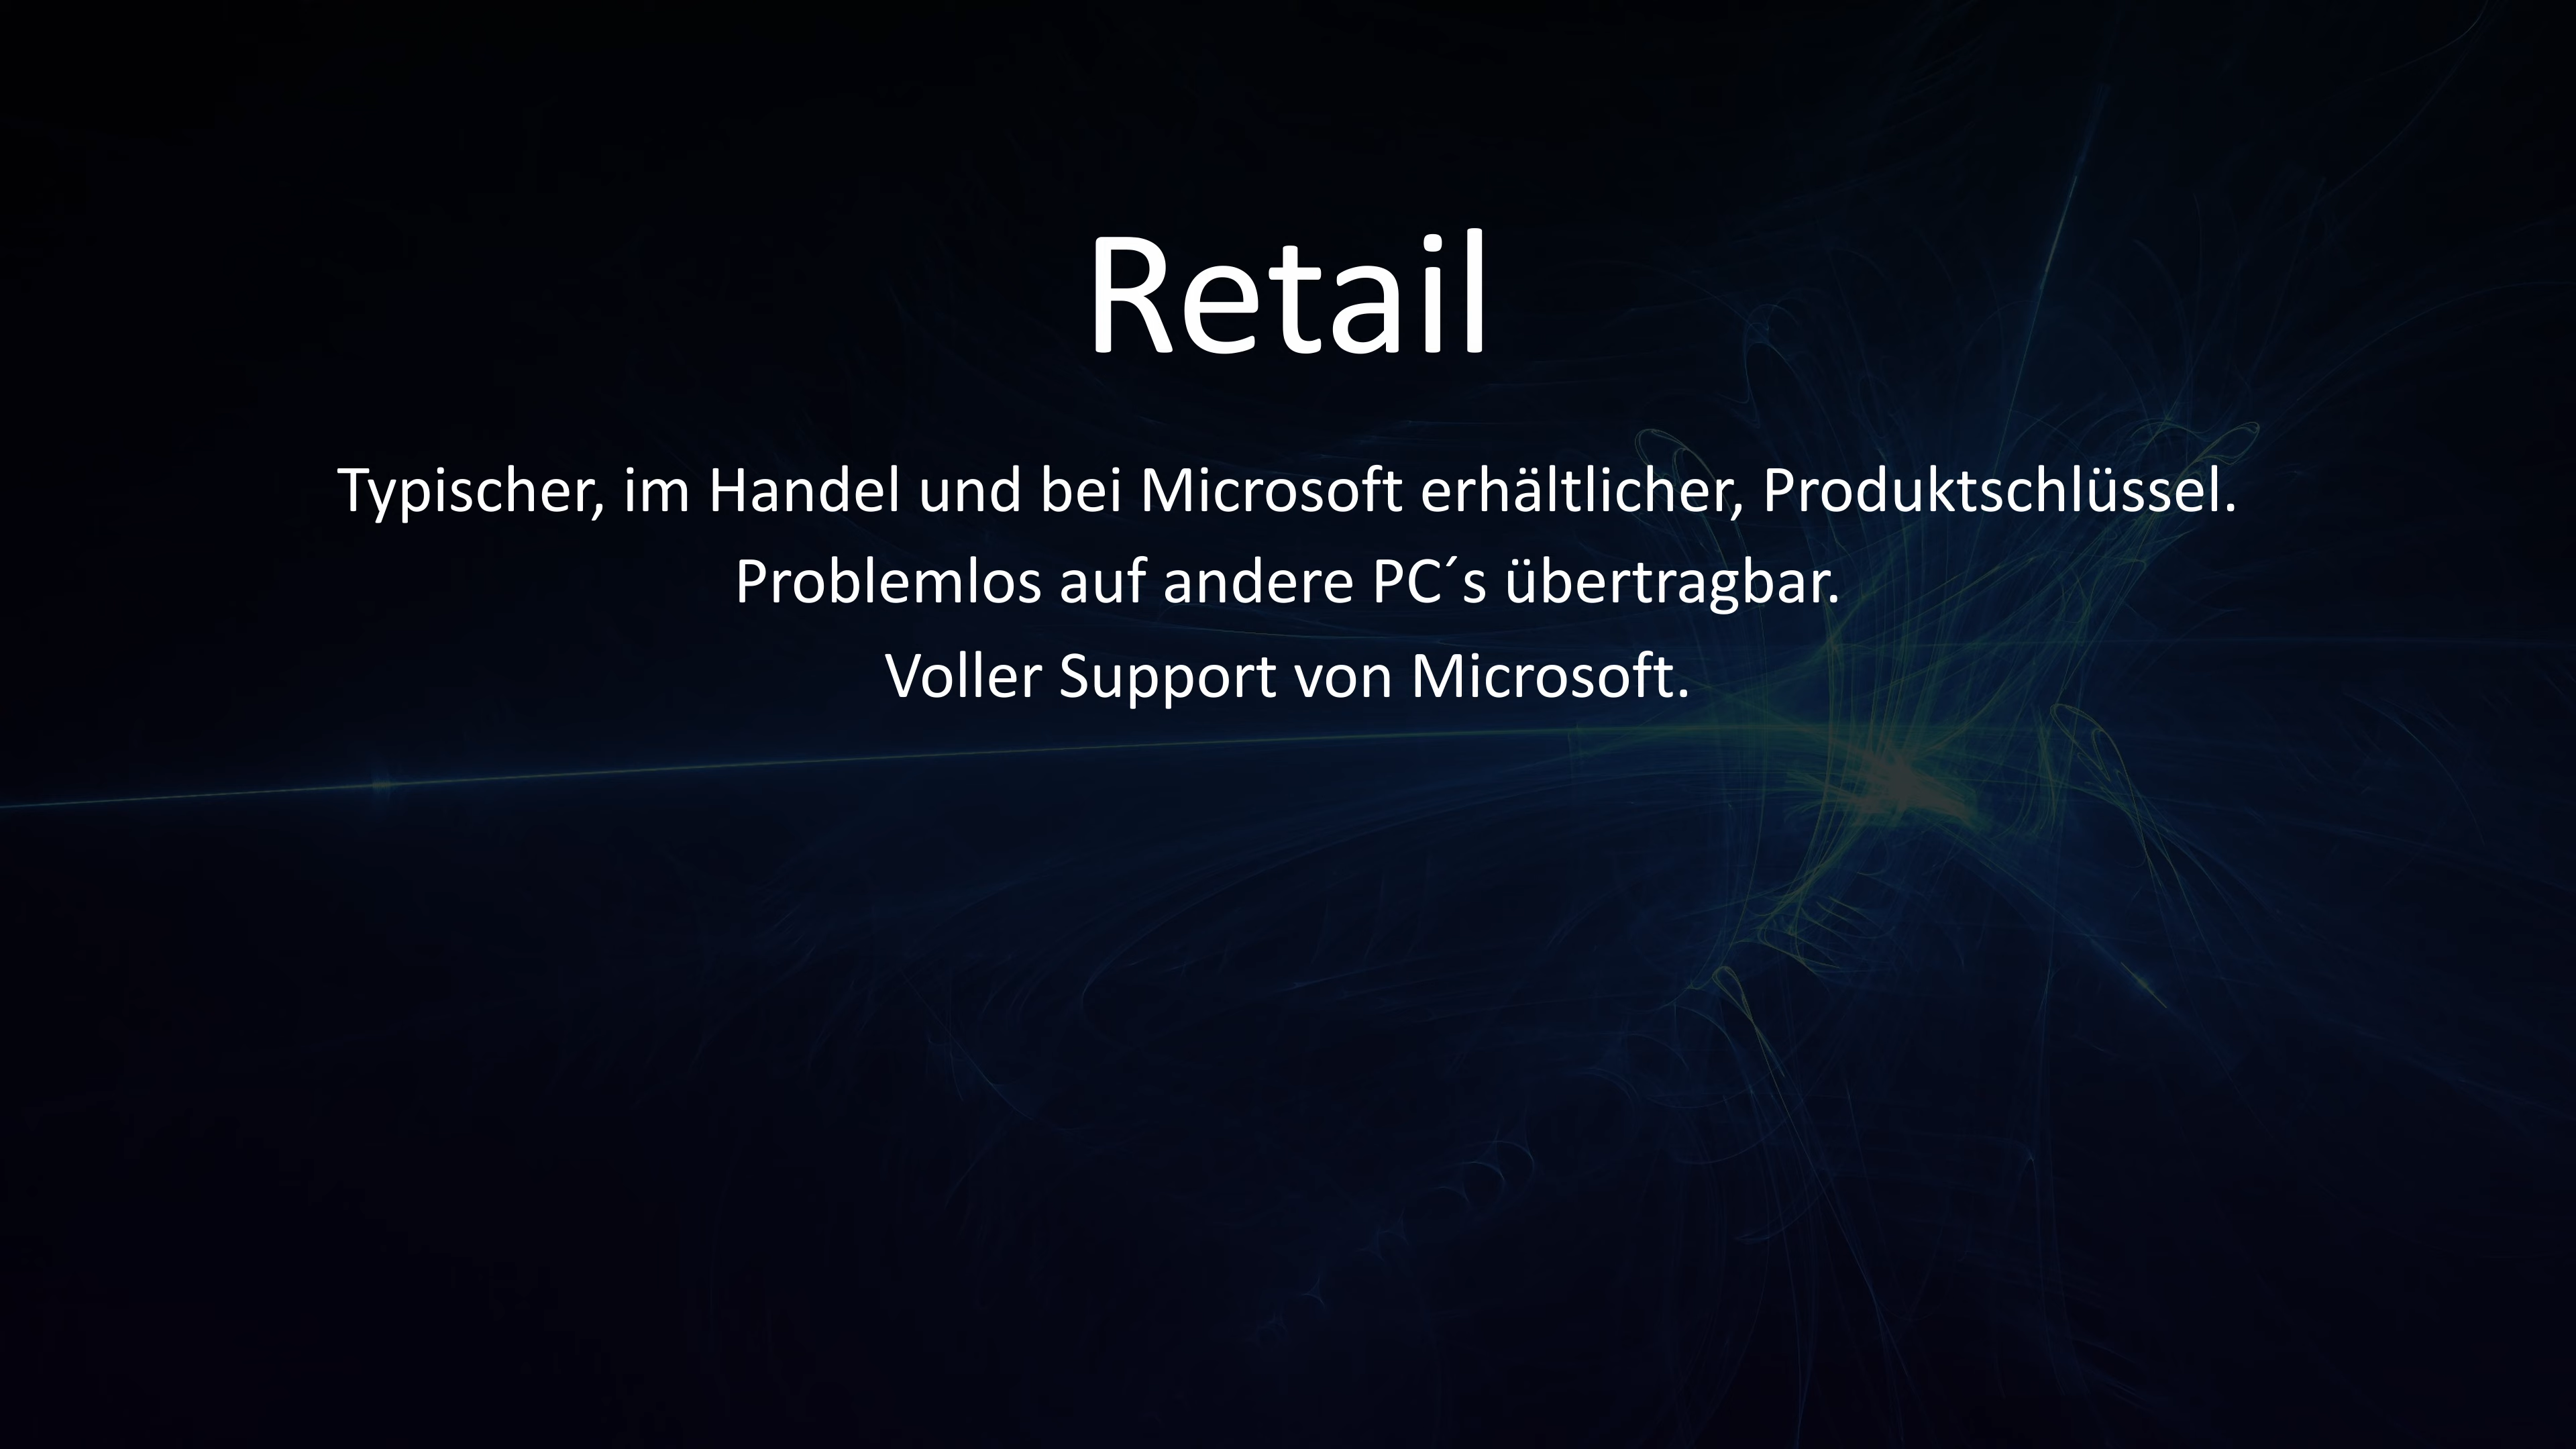 Retail
Typischer, im Handel und bei Microsoft erhältlicher, Produktschlüssel.
Problemlos auf andere PC´s übertragbar.
Voller Support von Microsoft.